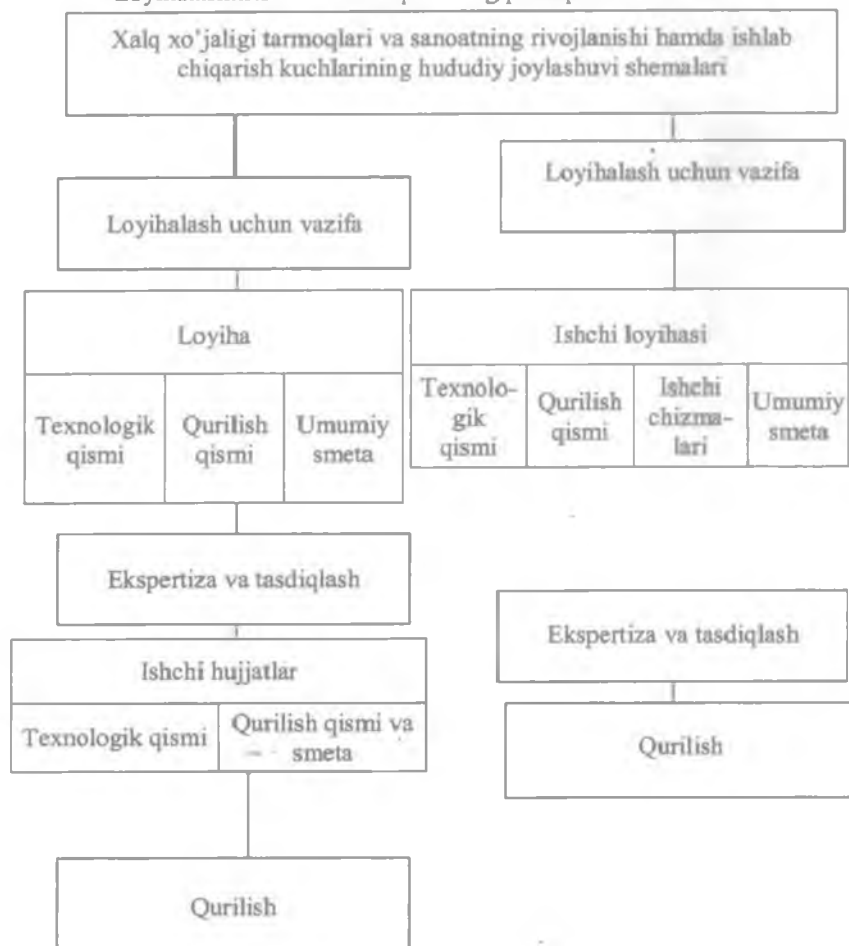 Xalq xo'jaligi tarmoqlari va sanoatning rivojlanishi hamda ishlab
chiqarish kuchlarining hududiy joylashuvi shemalari
Loyihalash uchun vazifa
Loyiha
Texnologik
qismi
Qurilish
qismi
Umumiy
smeta
Ekspertiza va tasdiqlash
Ishchi hujjatlar
Texnologik qismi
Qurilish qismi va
smeta
Qurilish
Loyihalash uchun vazifa
Ishchi loyihasi
Texnolo-
gik
qismi
Qurilish
qismi
Ishchi
chizma-
lari
Umumiy
smeta
Ekspertiza va tasdiqlash
Qurilish